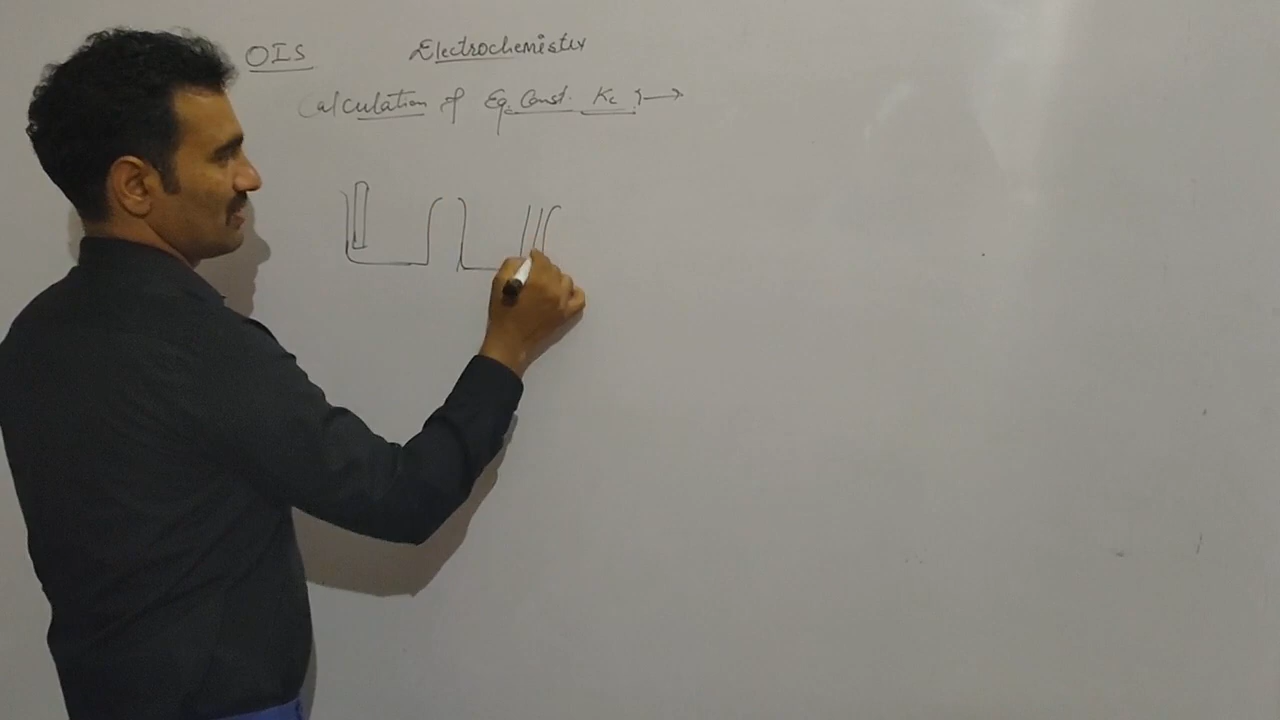 OIS Electrochemistry
Calculation of Eq. Const. Kc :→